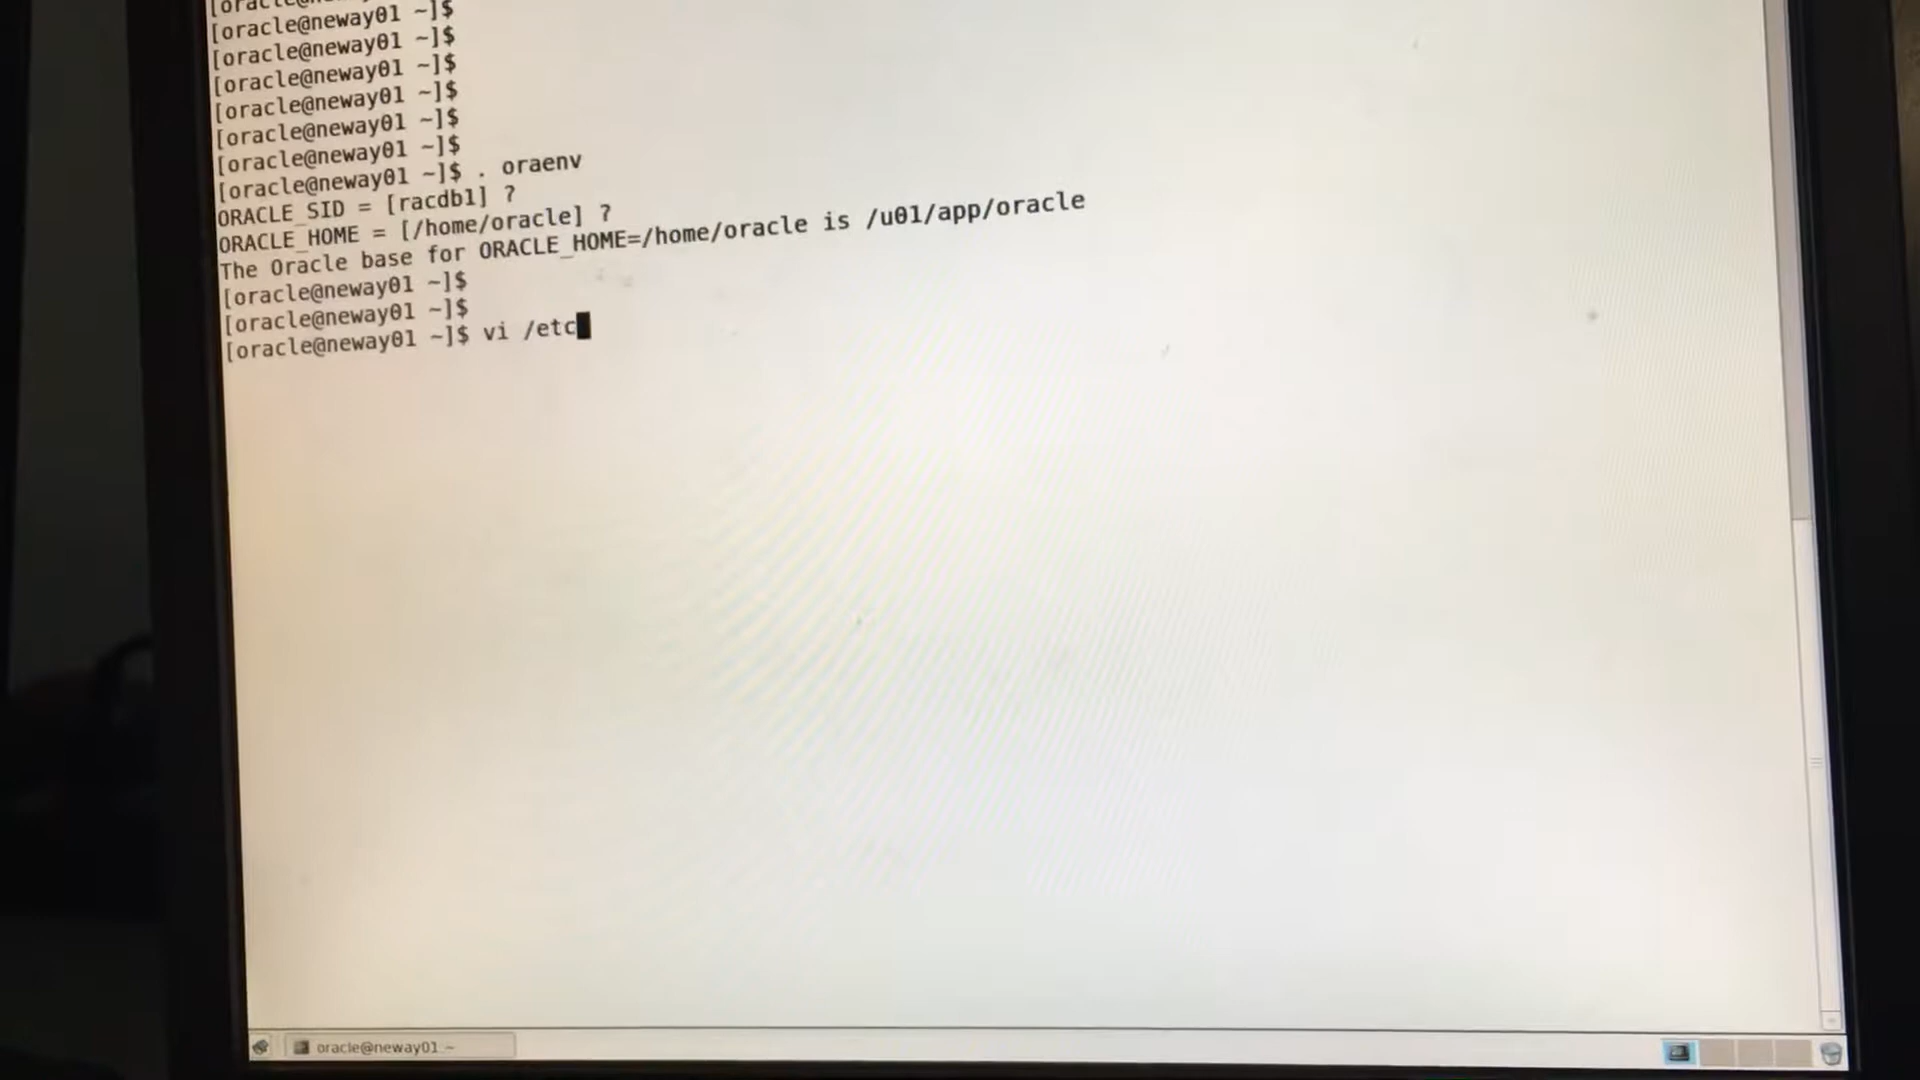 [oracle@neway01 ~]$
[oracle@neway01 ~]$
[oracle@neway01 ~]$
[oracle@neway01 ~]$
[oracle@neway01 ~]$
[oracle@neway01 ~]$
[oracle@neway01 ~]$ . oraenv
ORACLE_SID = [racdb1] ?
ORACLE_HOME = [/home/oracle] ?
The Oracle base for ORACLE_HOME=/home/oracle is /u01/app/oracle
[oracle@neway01 ~]$
[oracle@neway01 ~]$
[oracle@neway01 ~]$ vi /etc
oracle@neway01 ~